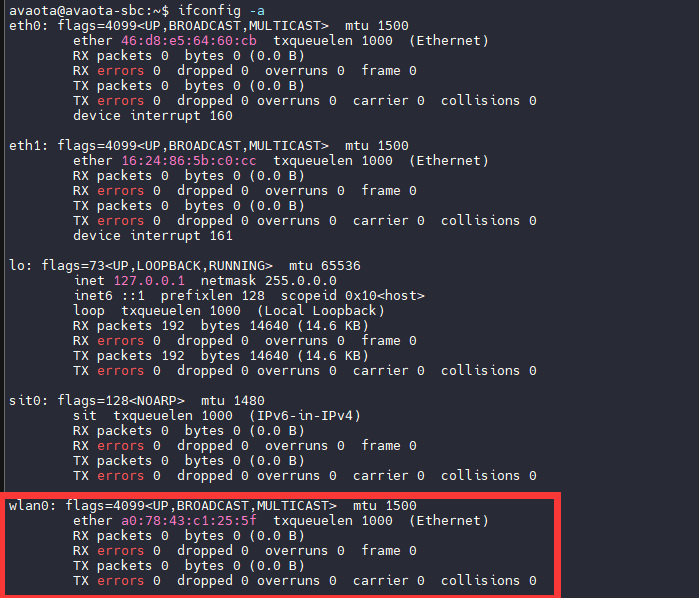 avaota@avaota-sbc:~$ ifconfig -a
eth0: flags=4099<UP,BROADCAST,MULTICAST>  mtu 1500
        ether 46:d8:e5:64:60:cb  txqueuelen 1000  (Ethernet)
        RX packets 0  bytes 0 (0.0 B)
        RX errors 0  dropped 0  overruns 0  frame 0
        TX packets 0  bytes 0 (0.0 B)
        TX errors 0  dropped 0 overruns 0  carrier 0  collisions 0
        device interrupt 160
eth1: flags=4099<UP,BROADCAST,MULTICAST>  mtu 1500
        ether 16:24:86:5b:c0:cc  txqueuelen 1000  (Ethernet)
        RX packets 0  bytes 0 (0.0 B)
        RX errors 0  dropped 0  overruns 0  frame 0
        TX packets 0  bytes 0 (0.0 B)
        TX errors 0  dropped 0 overruns 0  carrier 0  collisions 0
        device interrupt 161
lo: flags=73<UP,LOOPBACK,RUNNING>  mtu 65536
        inet 127.0.0.1  netmask 255.0.0.0
        inet6 ::1  prefixlen 128  scopeid 0x10<host>
        loop  txqueuelen 1000  (Local Loopback)
        RX packets 192  bytes 14640 (14.6 KB)
        RX errors 0  dropped 0  overruns 0  frame 0
        TX packets 192  bytes 14640 (14.6 KB)
        TX errors 0  dropped 0 overruns 0  carrier 0  collisions 0
sit0: flags=128<NOARP>  mtu 1480
        sit  txqueuelen 1000  (IPv6-in-IPv4)
        RX packets 0  bytes 0 (0.0 B)
        RX errors 0  dropped 0  overruns 0  frame 0
        TX packets 0  bytes 0 (0.0 B)
        TX errors 0  dropped 0 overruns 0  carrier 0  collisions 0
wlan0: flags=4099<UP,BROADCAST,MULTICAST>  mtu 1500
        ether a0:78:43:c1:25:5f  txqueuelen 1000  (Ethernet)
        RX packets 0  bytes 0 (0.0 B)
        RX errors 0  dropped 0  overruns 0  frame 0
        TX packets 0  bytes 0 (0.0 B)
        TX errors 0  dropped 0 overruns 0  carrier 0  collisions 0